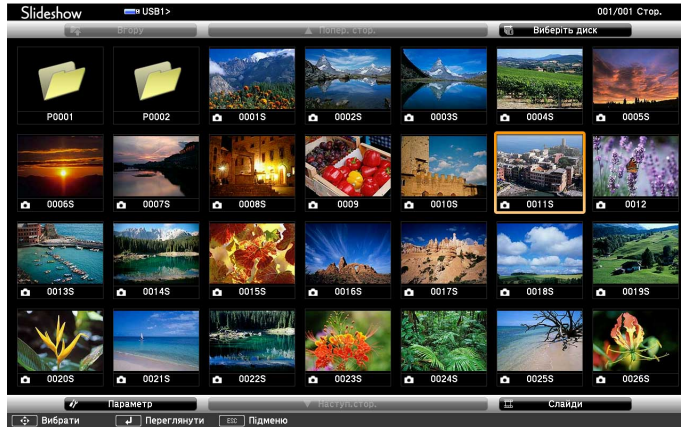 Slideshow USB1> 001/001 Стор.
Вгору ▲ Попер. стор. Виберіть диск
P0001 P0002 0001S 0002S 0003S 0004S 0005S
0006S 0007S 0008S 0009 0010S 0011S 0012
0013S 0014S 0015S 0016S 0017S 0018S 0019S
0020S 0021S 0022S 0023S 0024S 0025S 0026S
Параметр ▼ Наступ.стор. Слайди
Вибрати Переглянути ESC Підменю